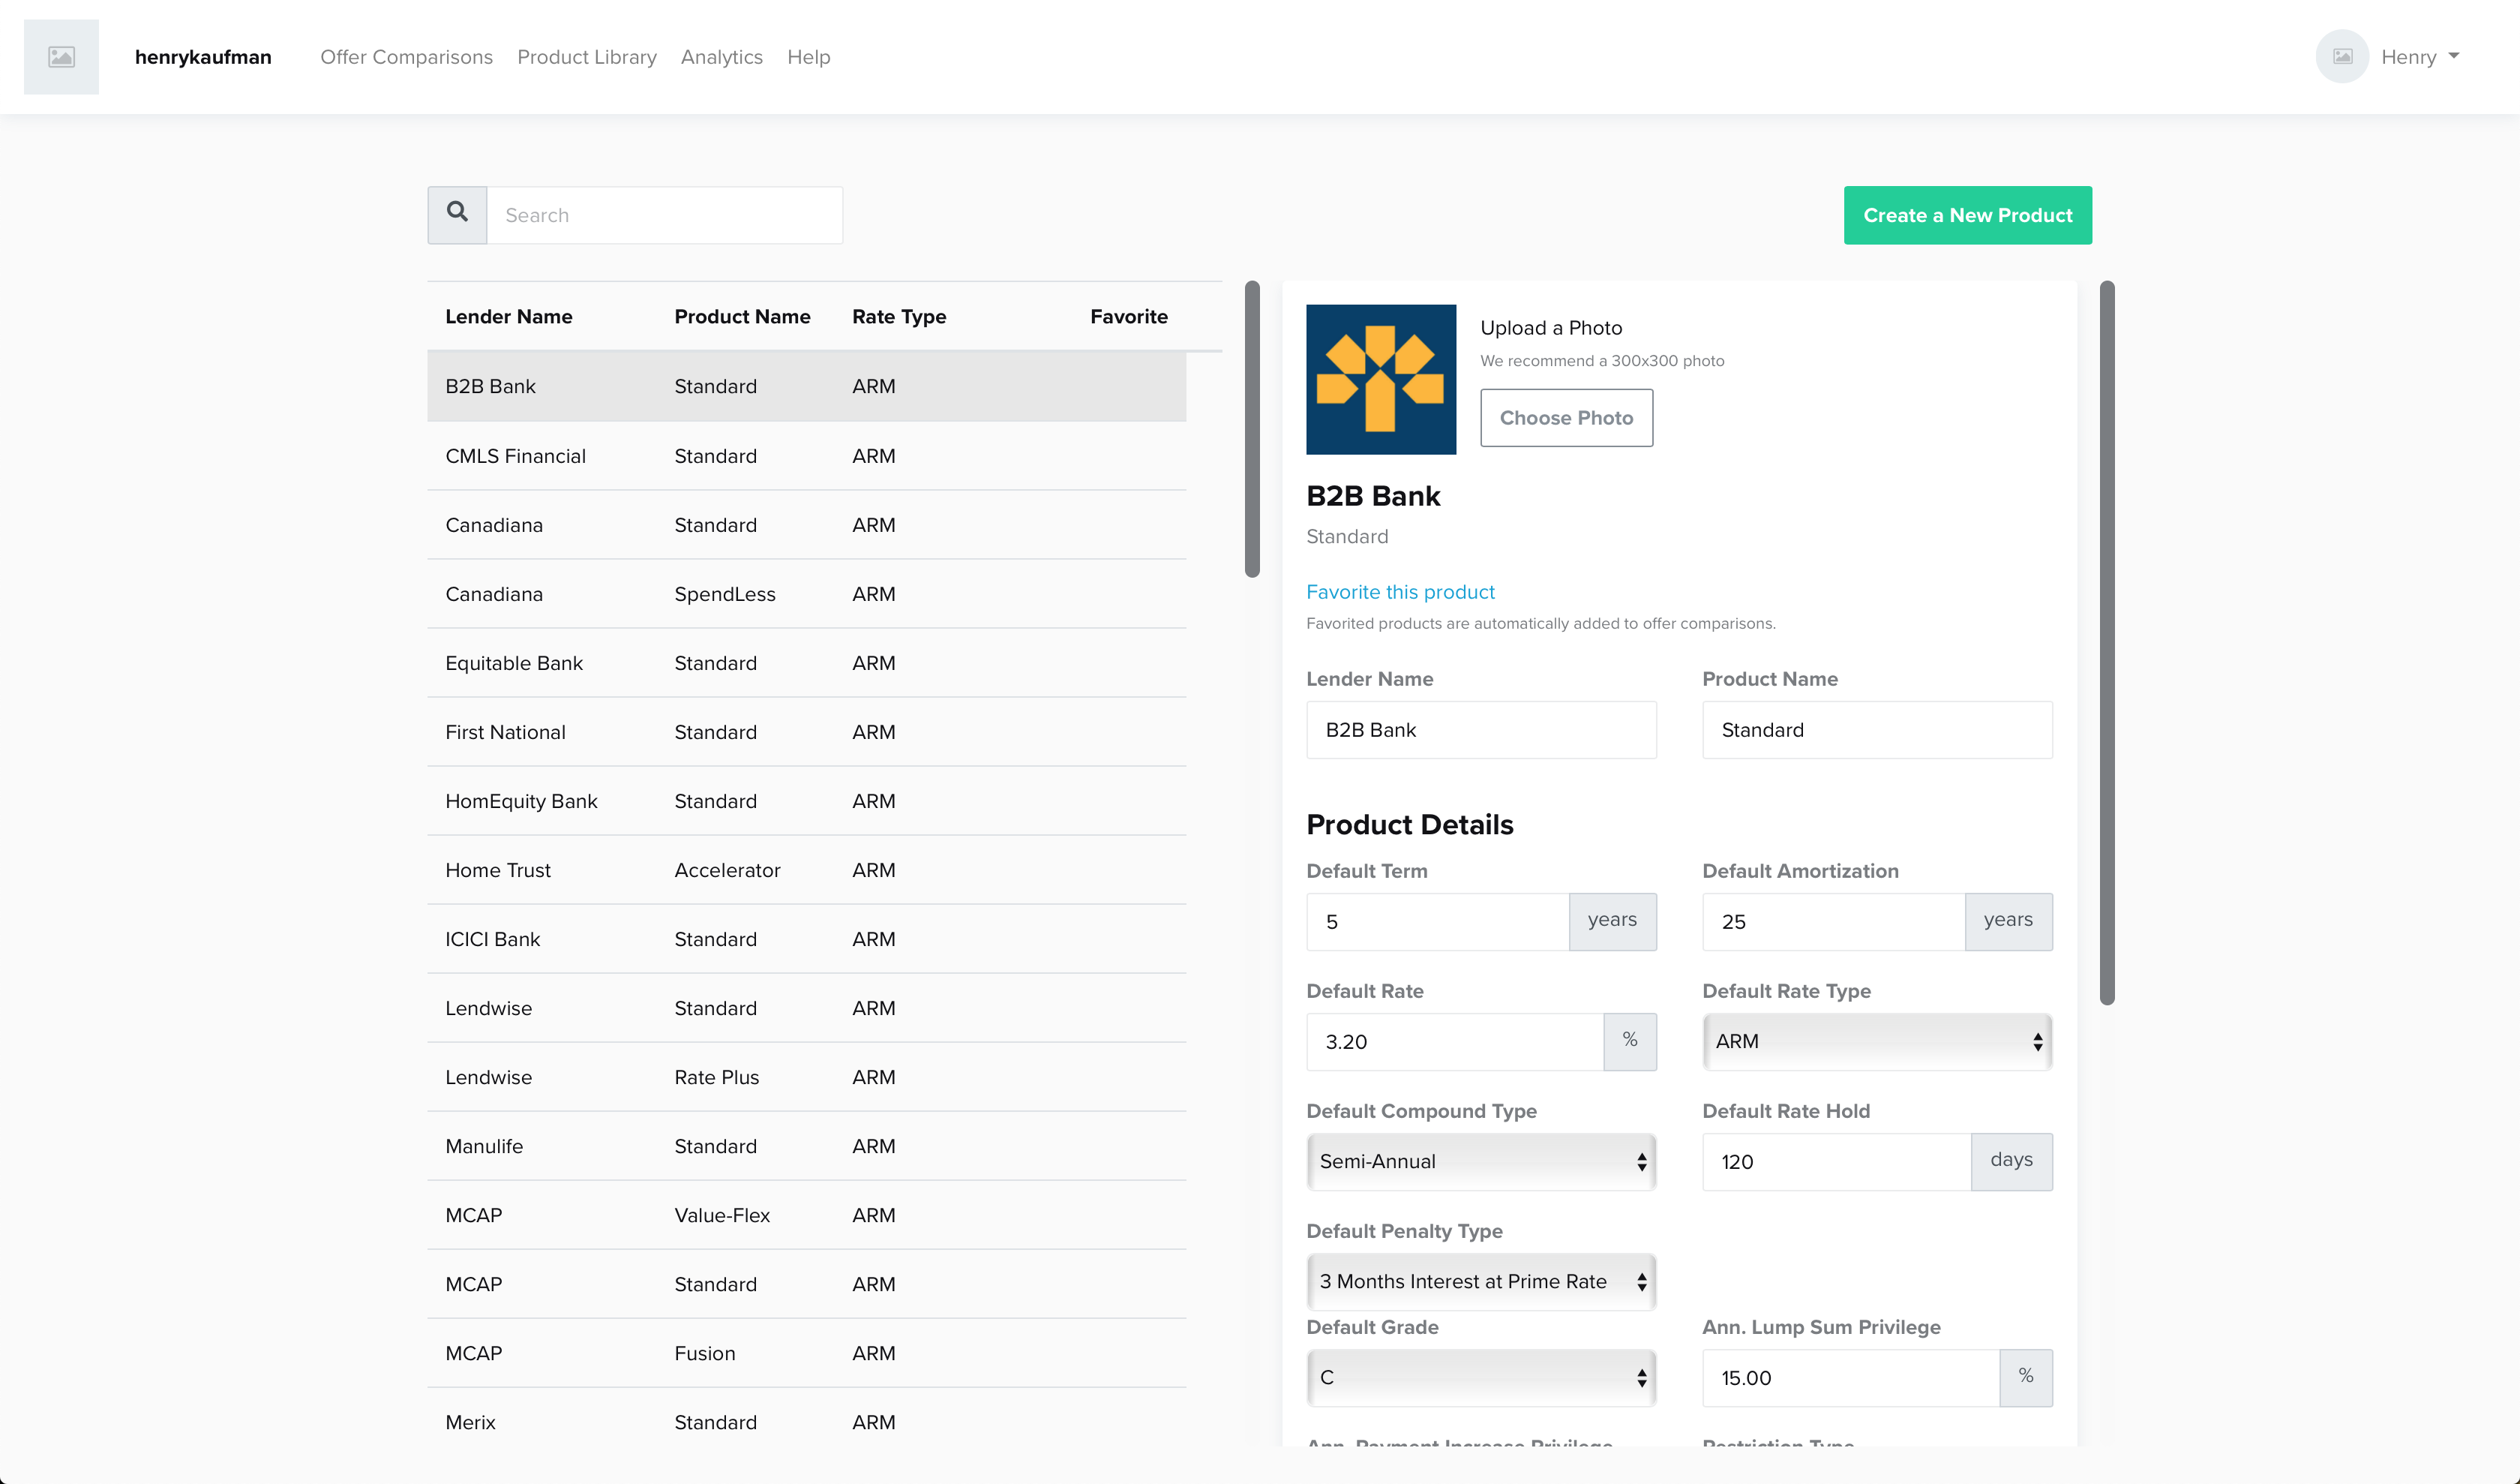 henrykaufman Offer Comparisons Product Library Analytics Help Henry
Search
Create a New Product
Lender Name Product Name Rate Type Favorite
B2B Bank Standard ARM
CMLS Financial Standard ARM
Canadiana Standard ARM
Canadiana SpendLess ARM
Equitable Bank Standard ARM
First National Standard ARM
HomEquity Bank Standard ARM
Home Trust Accelerator ARM
ICICI Bank Standard ARM
Lendwise Standard ARM
Lendwise Rate Plus ARM
Manulife Standard ARM
MCAP Value-Flex ARM
MCAP Standard ARM
MCAP Fusion ARM
Merix Standard ARM
Upload a Photo
We recommend a 300x300 photo
Choose Photo
B2B Bank
Standard
Favorite this product
Favorited products are automatically added to offer comparisons.
Lender Name Product Name
B2B Bank Standard
Product Details
Default Term Default Amortization
5 years 25 years
Default Rate Default Rate Type
3.20 % ARM
Default Compound Type Default Rate Hold
Semi-Annual 120 days
Default Penalty Type
3 Months Interest at Prime Rate
Default Grade Ann. Lump Sum Privilege
C 15.00 %
Ann. Payment Increase Privilege Restriction Type